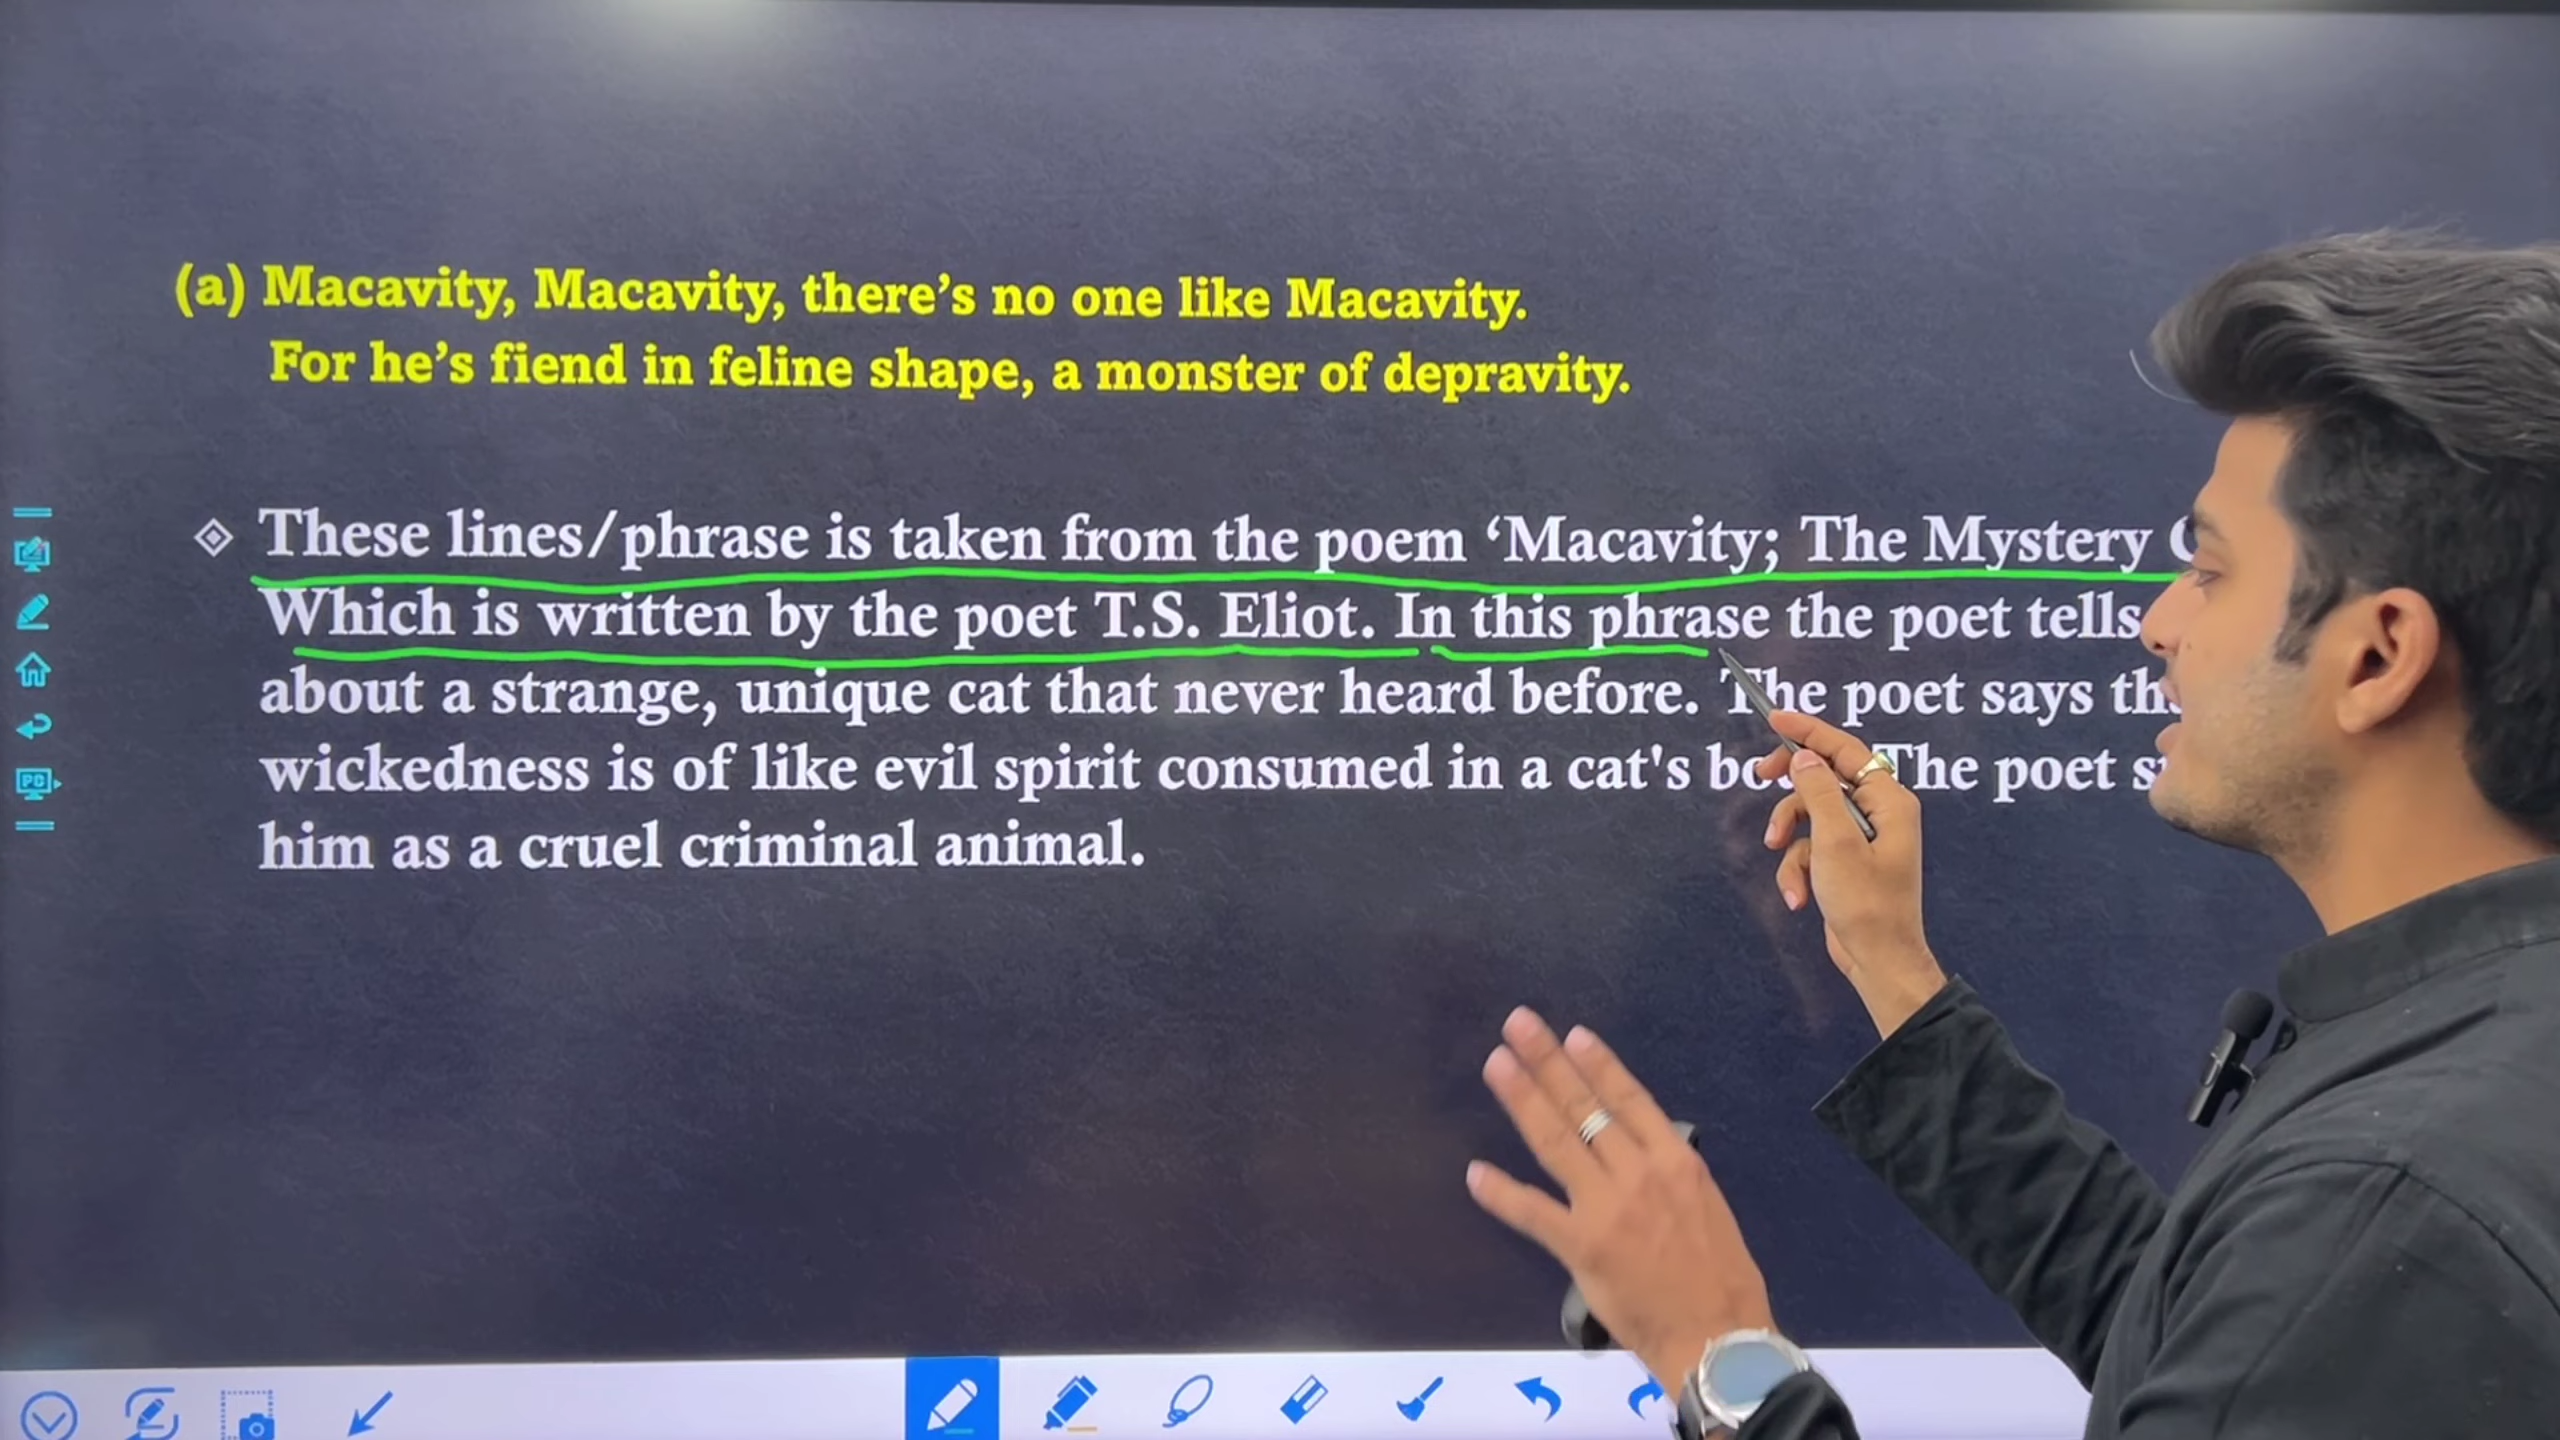 (a) Macavity, Macavity, there’s no one like Macavity.
For he’s fiend in feline shape, a monster of depravity.
These lines/phrase is taken from the poem ‘Macavity; The Mystery
Which is written by the poet T.S. Eliot. In this phrase the poet tells
about a strange, unique cat that never heard before. The poet says
wickedness is of like evil spirit consumed in a cat's The poet
him as a cruel criminal animal.
PC